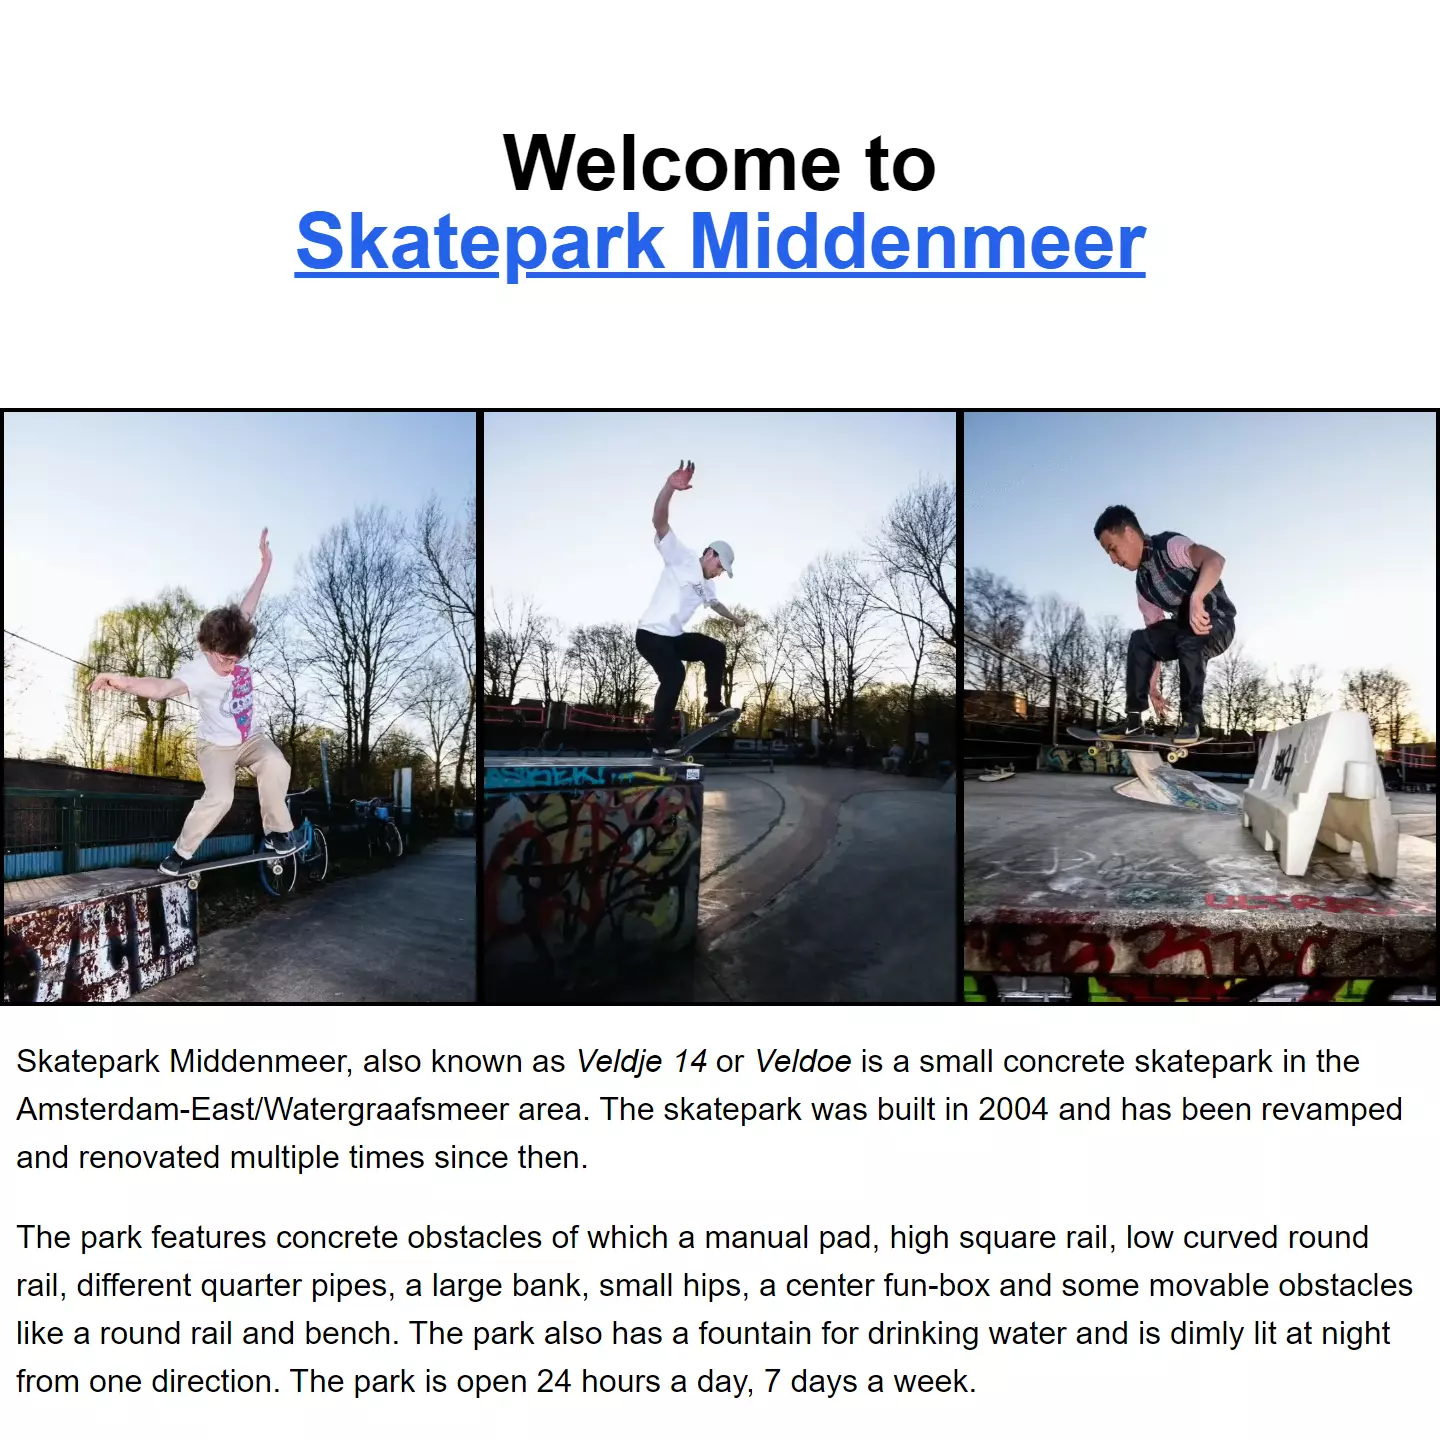 Welcome to
Skatepark Middenmeer
Skatepark Middenmeer, also known as Veldje 14 or Veldoe is a small concrete skatepark in the
Amsterdam-East/Watergraafsmeer area. The skatepark was built in 2004 and has been revamped
and renovated multiple times since then.
The park features concrete obstacles of which a manual pad, high square rail, low curved round
rail, different quarter pipes, a large bank, small hips, a center fun-box and some movable obstacles
like a round rail and bench. The park also has a fountain for drinking water and is dimly lit at night
from one direction. The park is open 24 hours a day, 7 days a week.